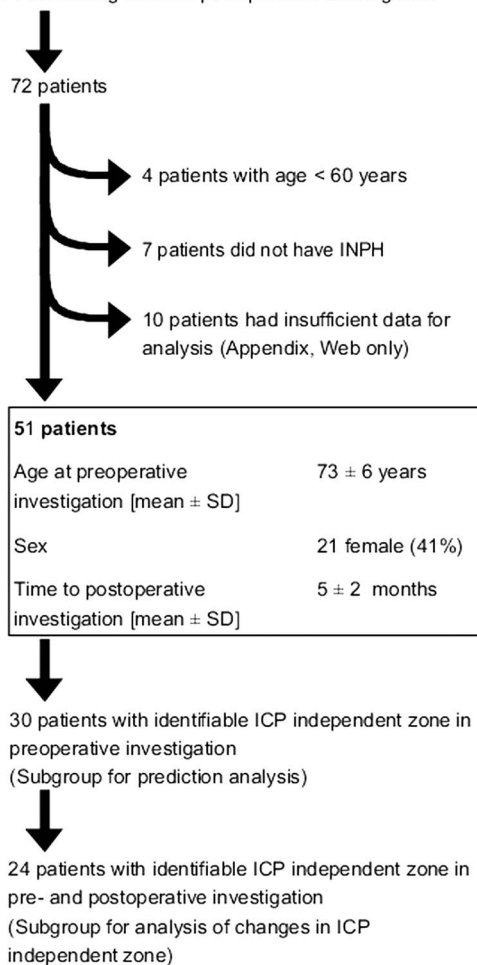 72 patients
4 patients with age < 60 years
7 patients did not have INPH
10 patients had insufficient data for
analysis (Appendix, Web only)
51 patients
Age at preoperative 73 ± 6 years
investigation [mean ± SD]
Sex 21 female (41%)
Time to postoperative 5 ± 2 months
investigation [mean ± SD]
30 patients with identifiable ICP independent zone in
preoperative investigation
(Subgroup for prediction analysis)
24 patients with identifiable ICP independent zone in
pre- and postoperative investigation
(Subgroup for analysis of changes in ICP
independent zone)